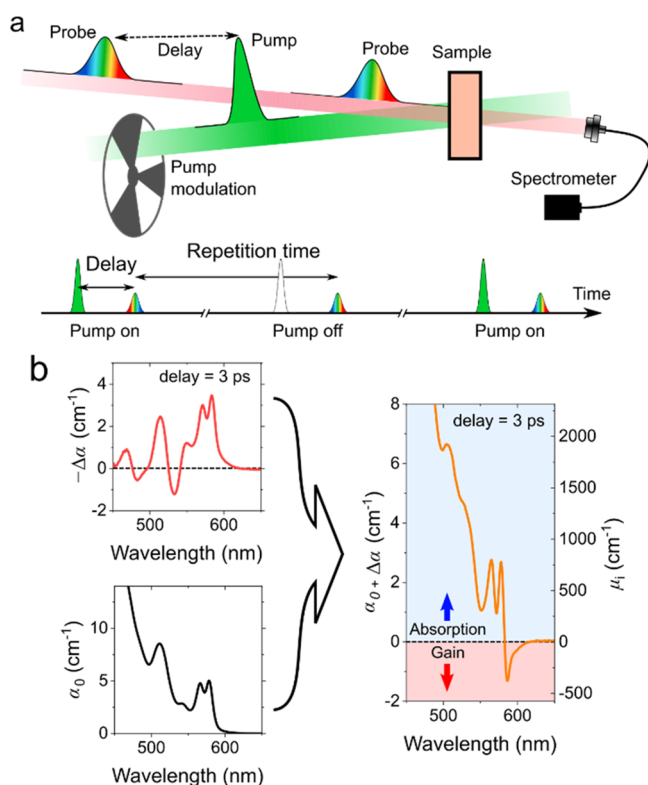 a
Probe
Delay
Pump
Probe
Sample
Pump
modulation
Spectrometer
Delay
Repetition time
Time
Pump on
Pump off
Pump on
b
delay = 3 ps
−Δα (cm⁻¹)
4
2
0
-2
500
550
600
Wavelength (nm)
α₀ (cm⁻¹)
10
5
0
500
550
600
Wavelength (nm)
delay = 3 ps
α₀ + Δα (cm⁻¹)
8
6
4
2
0
-2
Absorption
Gain
500
600
Wavelength (nm)
2000
1500
1000
500
0
-500
μᵢ (cm⁻¹)